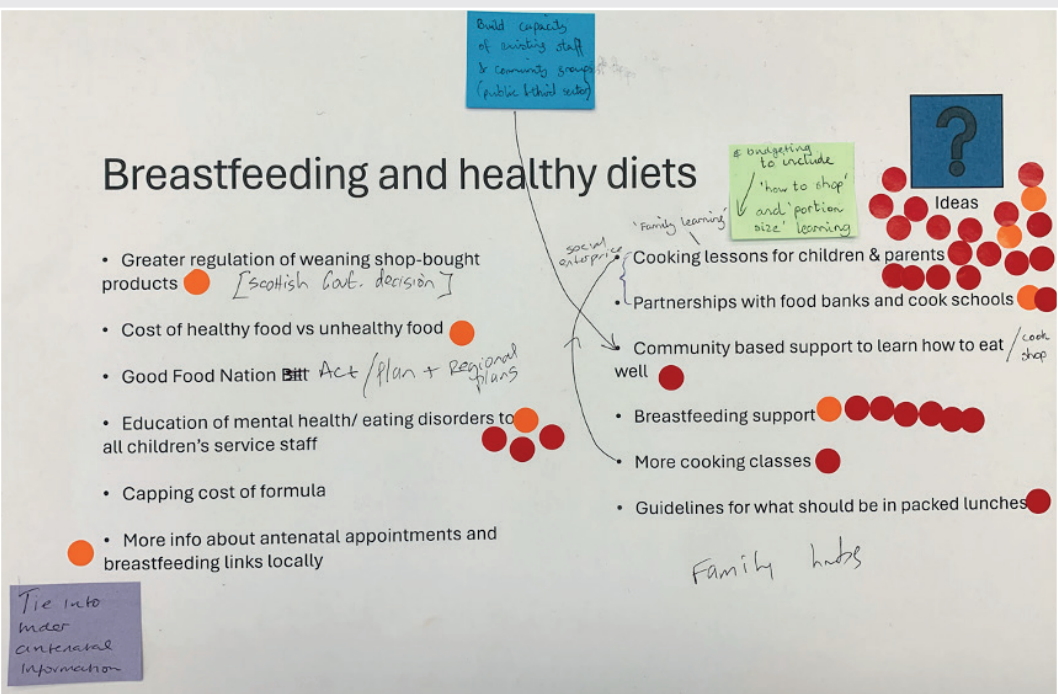 Build capacity
of existing staff
& community groups
(public & third sector)
Breastfeeding and healthy diets
& budgeting
to include
'how to shop'
and 'portion
size' learning
?
Ideas
• Greater regulation of weaning shop-bought
products [Scottish Govt. decision]
• Cost of healthy food vs unhealthy food
• Good Food Nation Bill Act/Plan + Regional
plans
• Education of mental health/ eating disorders to
all children's service staff
• Capping cost of formula
• More info about antenatal appointments and
breastfeeding links locally
Tie into
wider
antenatal
information
'Family learning'
social
enterprise
• Cooking lessons for children & parents
• Partnerships with food banks and cook schools
• Community based support to learn how to eat /cook
shop
well
• Breastfeeding support
• More cooking classes
• Guidelines for what should be in packed lunches
Family hubs